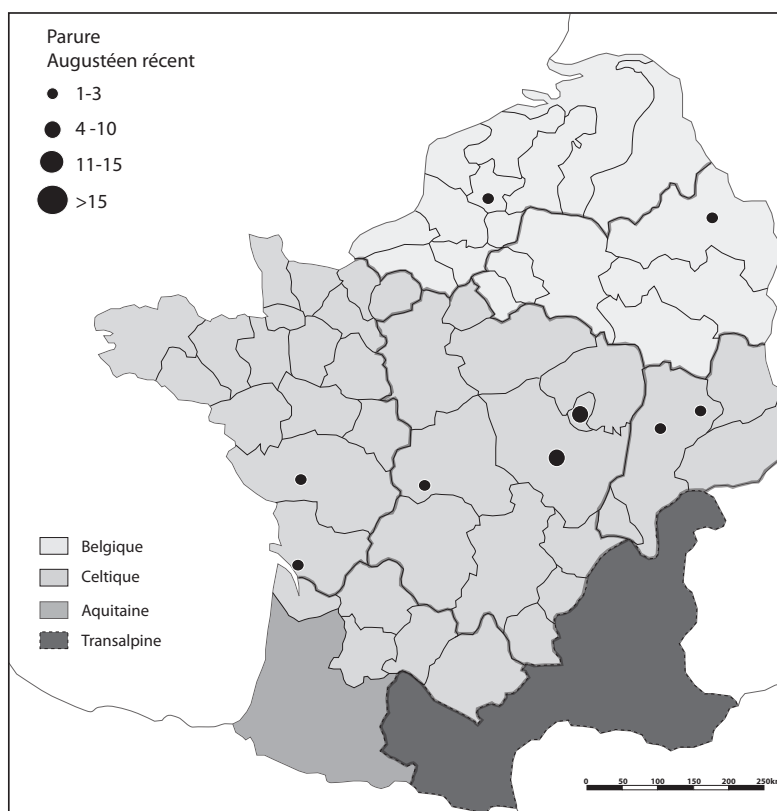 Parure
Augustéen récent
1-3
4 -10
11-15
>15
Belgique
Celtique
Aquitaine
Transalpine
0 50 100 150 200 250km